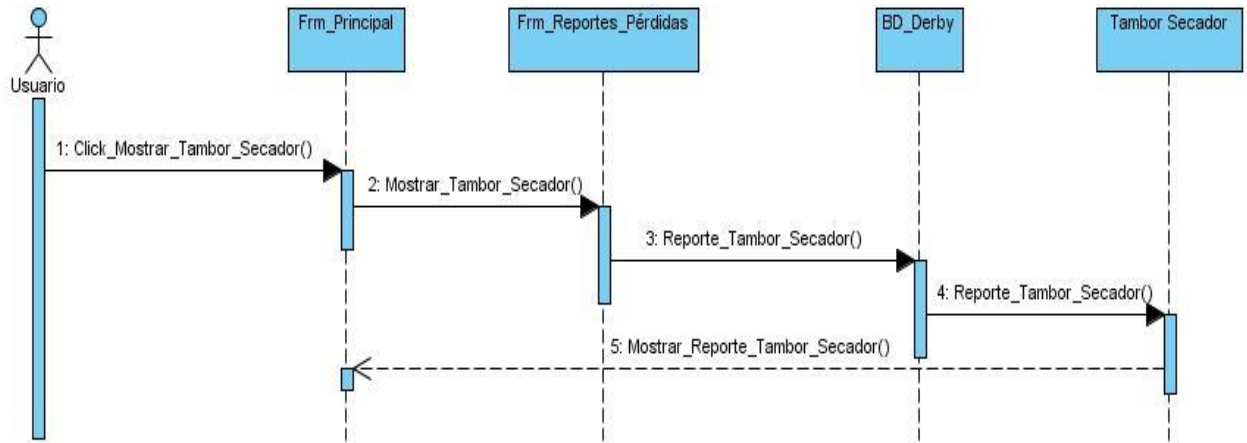 Frm_Principal
Frm_Reportes_Pérdidas
BD_Derby
Tambor Secador
Usuario
1: Click_Mostrar_Tambor_Secador()
2: Mostrar_Tambor_Secador()
3: Reporte_Tambor_Secador()
4: Reporte_Tambor_Secador()
5: Mostrar_Reporte_Tambor_Secador()